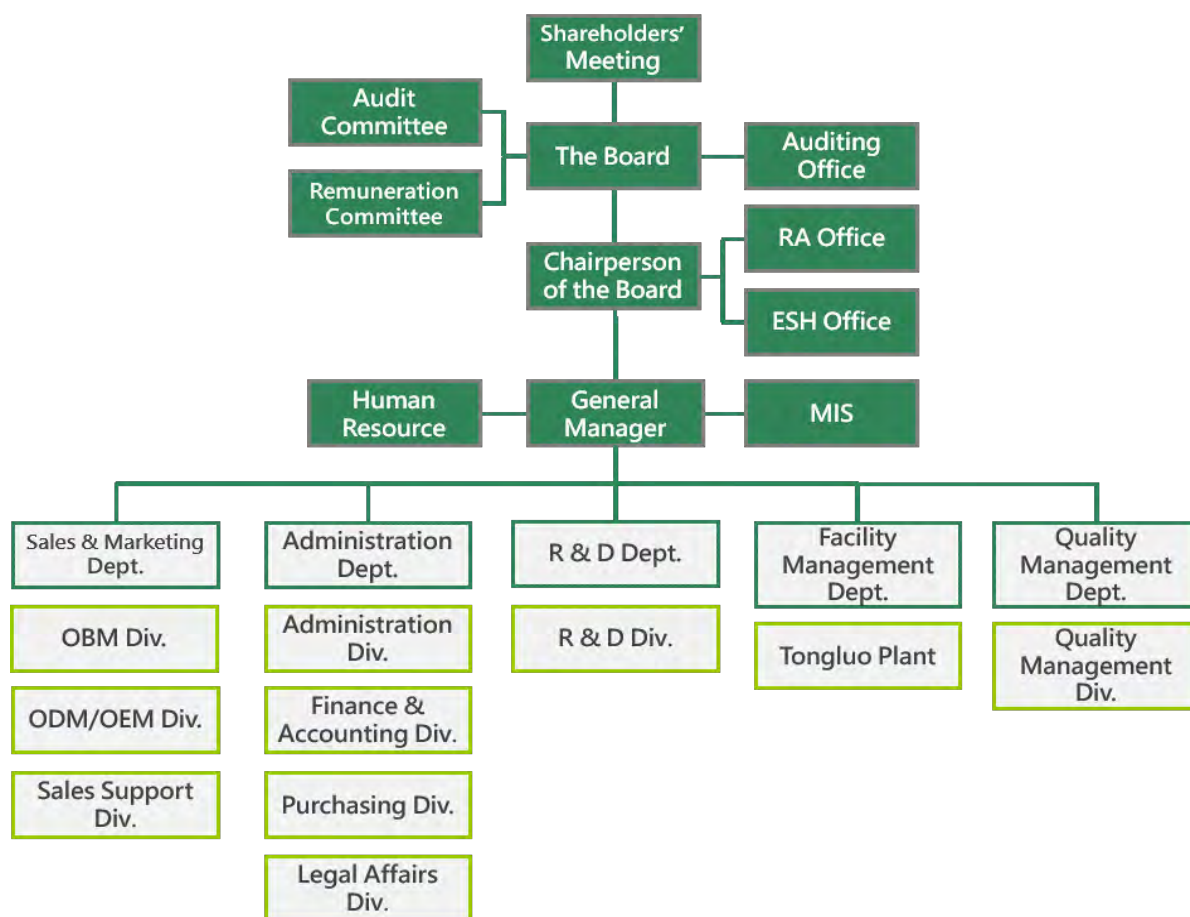 Shareholders'
Meeting
Audit
Committee
The Board
Auditing
Office
Remuneration
Committee
RA Office
Chairperson
of the Board
ESH Office
Human
Resource
General
Manager
MIS
Sales & Marketing
Dept.
Administration
Dept.
R & D Dept.
Facility
Management
Dept.
Quality
Management
Dept.
OBM Div.
Administration
Div.
R & D Div.
Tongluo Plant
Quality
Management
Div.
ODM/OEM Div.
Finance &
Accounting Div.
Sales Support
Div.
Purchasing Div.
Legal Affairs
Div.